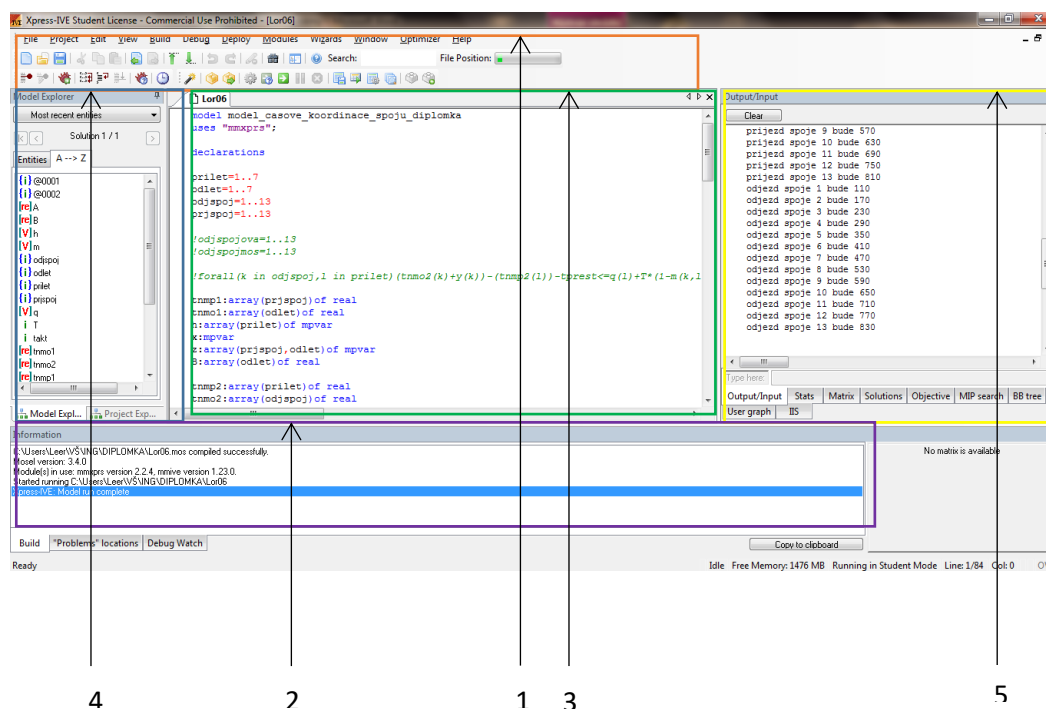 Xpress-IVE Student License - Commercial Use Prohibited - [Lor06]
File Project Edit View Build Debug Deploy Modules Wizards Window Optimizer Help
Search: File Position:
Model Explorer
Most recent entities
Solution 1 / 1
Entities A --> Z
{i} @0001
{i} @0002
[re] A
[re] B
[V] h
[V] m
{i} odjspoj
{i} odlet
{i} prilet
{i} prjspoj
[V] q
i T
i takt
[re] tnmo1
[re] tnmo2
[re] tnmp1
Model Expl... Project Exp...
Lor06
model model_casove_koordinace_spoju_diplomka
uses "mmxprs";
declarations
prilet=1..7
odlet=1..7
odjspoj=1..13
prjspoj=1..13
!odjspojova=1..13
!odjspojmos=1..13
!forall(k in odjspoj,l in prilet)(tnmo2(k)+y(k))-(tnmp2(l))-tprest<=q(l)+T*(1-m(k,l
tnmp1:array(prjspoj)of real
tnmo1:array(odlet)of real
h:array(prilet)of mpvar
x:mpvar
z:array(prjspoj,odlet)of mpvar
B:array(odlet)of real
tnmp2:array(prilet)of real
tnmo2:array(odjspoj)of real
Output/Input
Clear
prijezd spoje 9 bude 570
prijezd spoje 10 bude 630
prijezd spoje 11 bude 690
prijezd spoje 12 bude 750
prijezd spoje 13 bude 810
odjezd spoje 1 bude 110
odjezd spoje 2 bude 170
odjezd spoje 3 bude 230
odjezd spoje 4 bude 290
odjezd spoje 5 bude 350
odjezd spoje 6 bude 410
odjezd spoje 7 bude 470
odjezd spoje 8 bude 530
odjezd spoje 9 bude 590
odjezd spoje 10 bude 650
odjezd spoje 11 bude 710
odjezd spoje 12 bude 770
odjezd spoje 13 bude 830
Type here:
Output/Input Stats Matrix Solutions Objective MIP search BB tree
User graph IIS
Information
C:\Users\Leer\VŠ\ING\DIPLOMKA\Lor06.mos compiled successfully.
Mosel version: 3.4.0
Module(s) in use: mmxprs version 2.2.4, mmive version 1.23.0.
Started running C:\Users\Leer\VŠ\ING\DIPLOMKA\Lor06
Xpress-IVE: Model run complete
No matrix is available
Build "Problems" locations Debug Watch
Copy to clipboard
Ready
Idle Free Memory: 1476 MB Running in Student Mode Line: 1/84 Col: 0
4 2 1 3 5